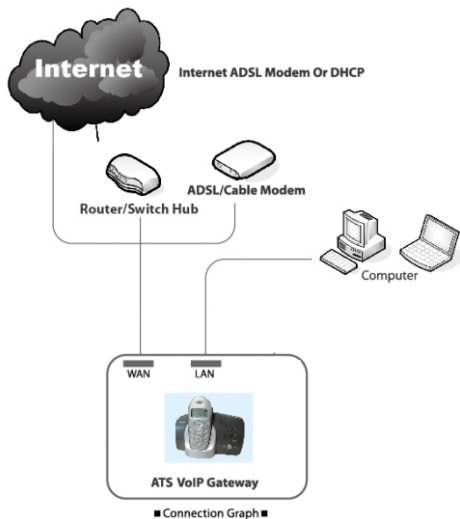 Internet
Internet ADSL Modem Or DHCP
ADSL/Cable Modem
Router/Switch Hub
Computer
WAN
LAN
ATS VoIP Gateway
■ Connection Graph ■